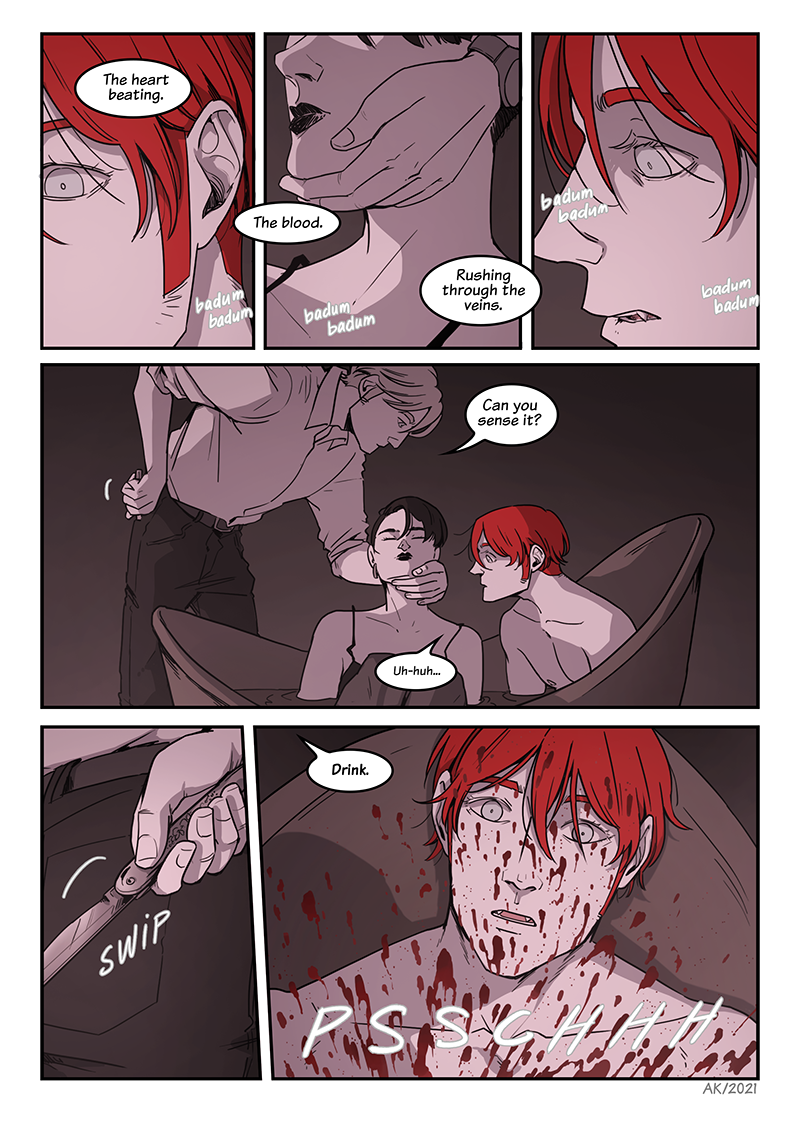 The heart
beating.
badum
badum
The blood.
badum
badum
Rushing
through the
veins.
badum
badum
badum
badum
Can you
sense it?
Uh-huh...
SWIP
Drink.
PSSCHHH
AK/2021